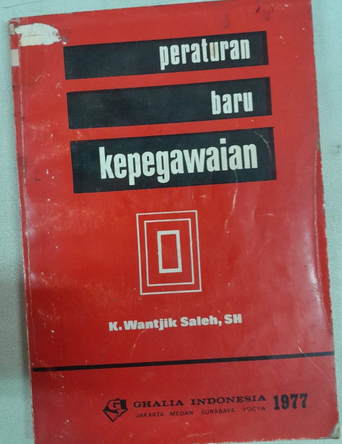 peraturan
baru
kepegawaian
K. Wantjik Saleh, SH
GHALIA INDONESIA 1977
JAKARTA MEDAN SURABAYA YOGYA